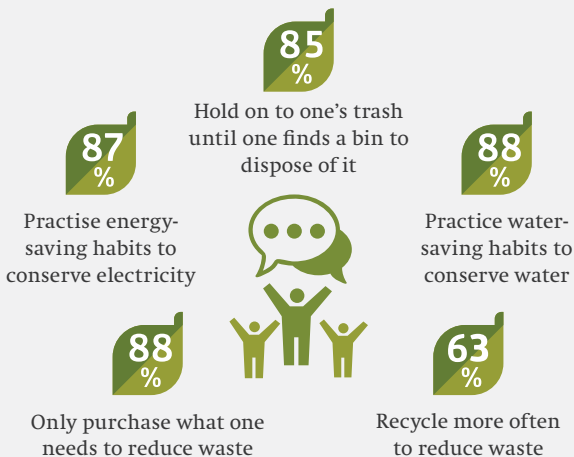 85
%
Hold on to one's trash
until one finds a bin to
dispose of it
87
%
Practise energy-
saving habits to
conserve electricity
88
%
Practice water-
saving habits to
conserve water
88
%
Only purchase what one
needs to reduce waste
63
%
Recycle more often
to reduce waste